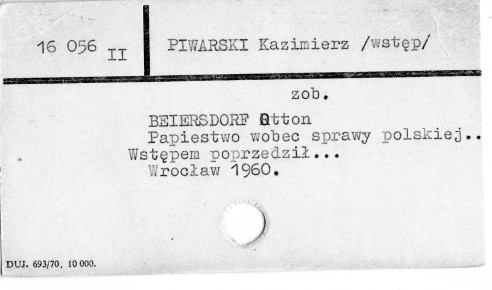 16 056 II PIWARSKI Kazimierz /wstęp/
zob.
BEIERSDORF Otton
Papiestwo wobec sprawy polskiej..
Wstępem poprzedził...
Wrocław 1960.
DUJ. 693/70. 10 000.